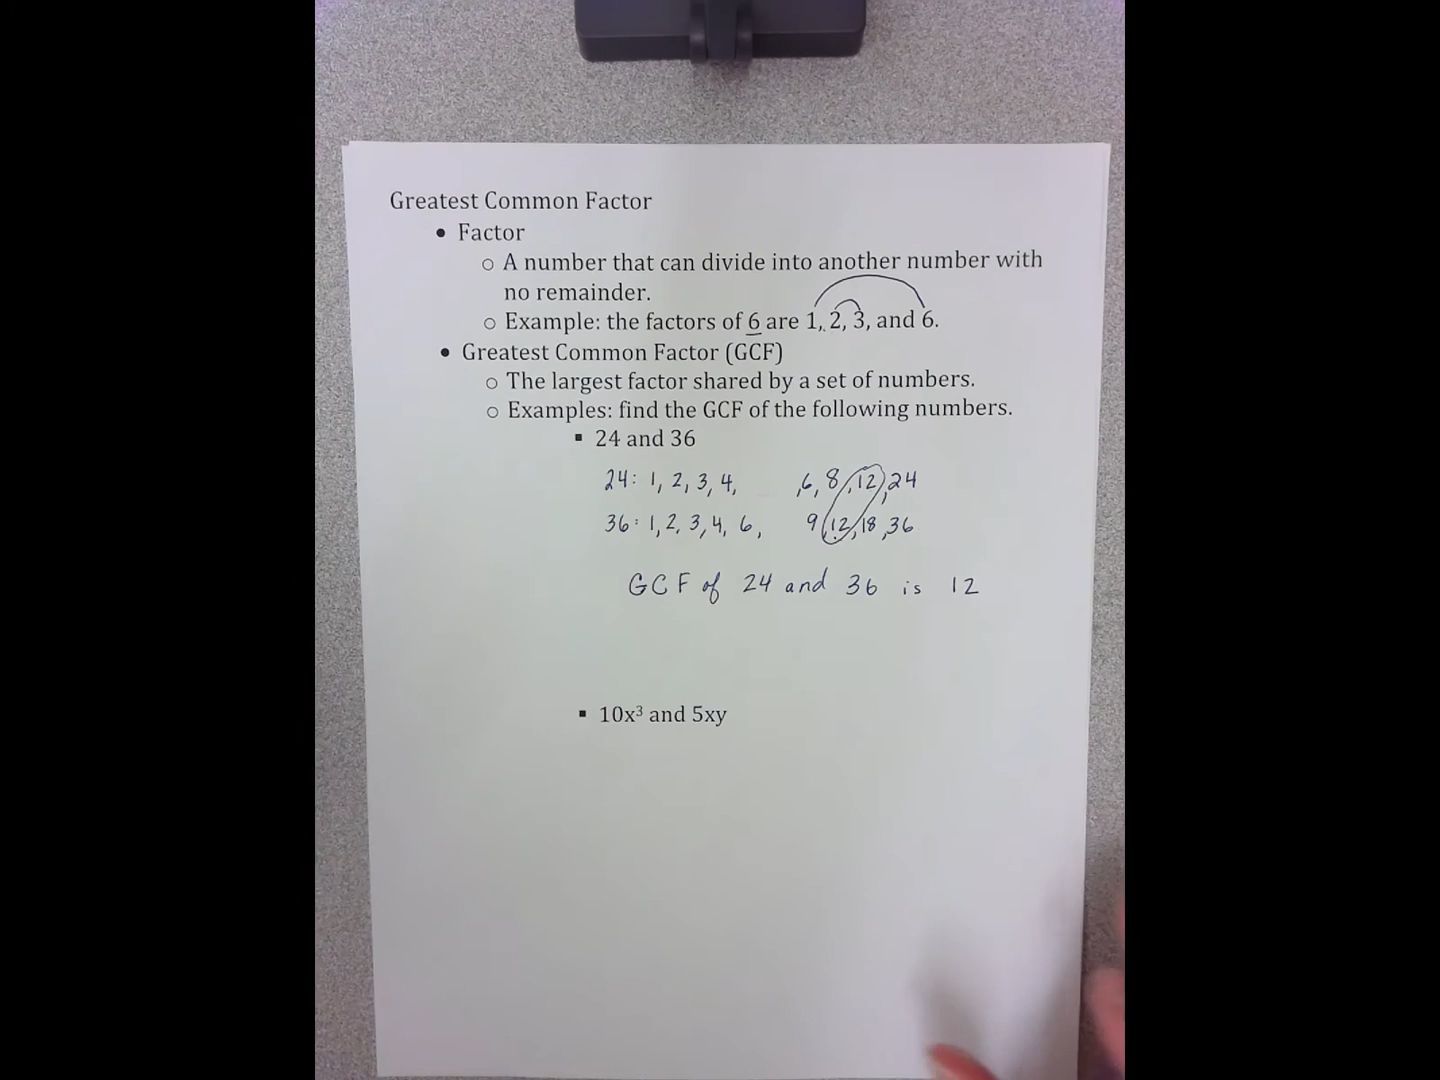 Greatest Common Factor
• Factor
○ A number that can divide into another number with
no remainder.
○ Example: the factors of 6 are 1, 2, 3, and 6.
• Greatest Common Factor (GCF)
○ The largest factor shared by a set of numbers.
○ Examples: find the GCF of the following numbers.
▪ 24 and 36
24: 1, 2, 3, 4, ,6, 8, 12, 24
36: 1, 2, 3, 4, 6, 9, 12, 18, 36
GCF of 24 and 36 is 12
▪ 10x³ and 5xy